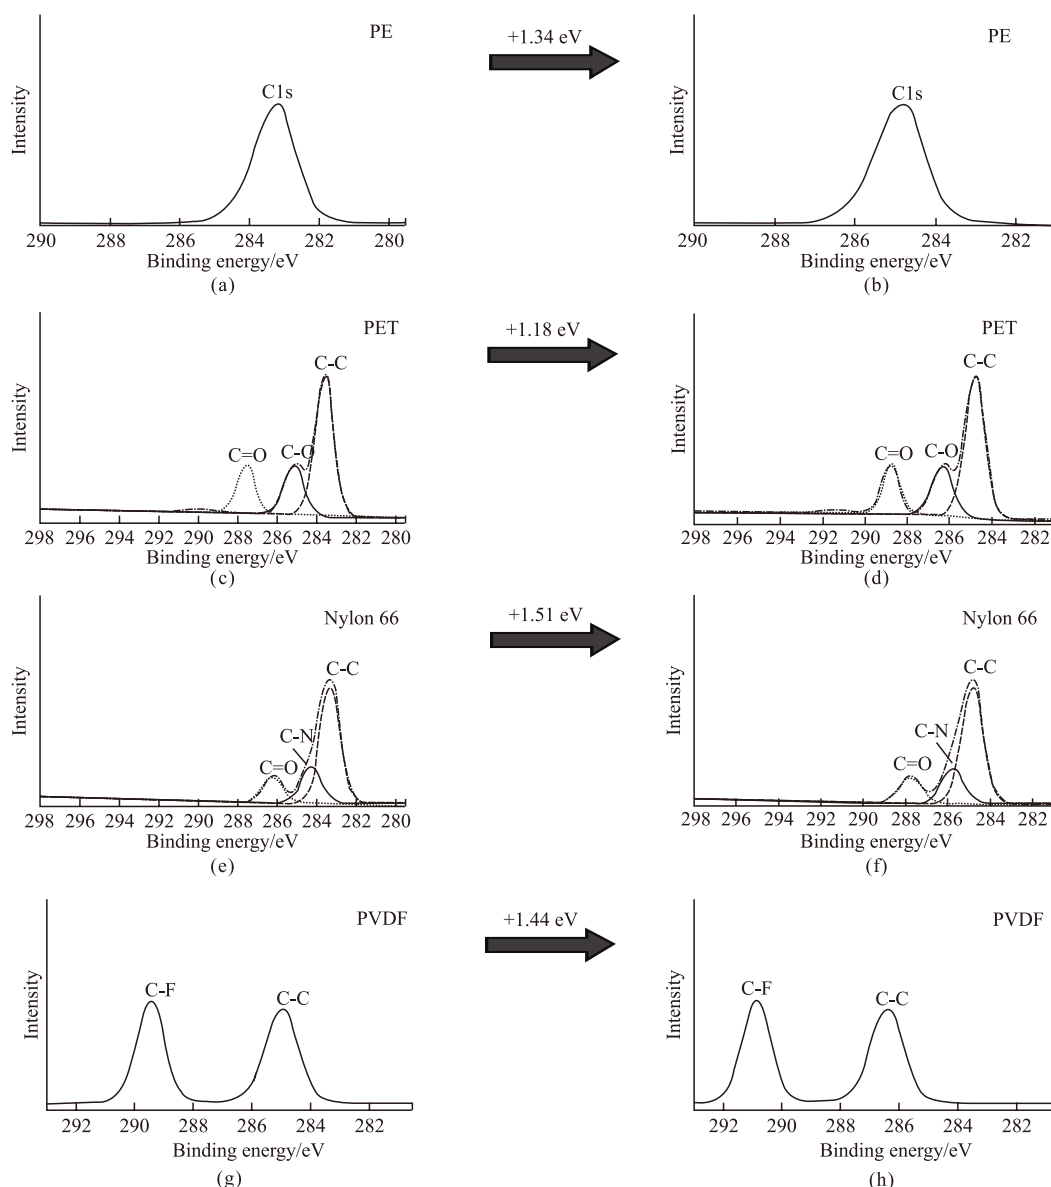 PE
+1.34 eV
PE
C1s
C1s
Intensity
Intensity
290 288 286 284 282 280
290 288 286 284 282
Binding energy/eV
Binding energy/eV
(a)
(b)
PET
+1.18 eV
PET
C-C
C-C
C=O
C-O
C=O
C-O
Intensity
Intensity
298 296 294 292 290 288 286 284 282 280
298 296 294 292 290 288 286 284 282
Binding energy/eV
Binding energy/eV
(c)
(d)
Nylon 66
+1.51 eV
Nylon 66
C-C
C-C
C-N
C-N
C=O
C=O
Intensity
Intensity
298 296 294 292 290 288 286 284 282 280
298 296 294 292 290 288 286 284 282
Binding energy/eV
Binding energy/eV
(e)
(f)
PVDF
+1.44 eV
PVDF
C-F
C-C
C-F
C-C
Intensity
Intensity
292 290 288 286 284 282
292 290 288 286 284 282
Binding energy/eV
Binding energy/eV
(g)
(h)